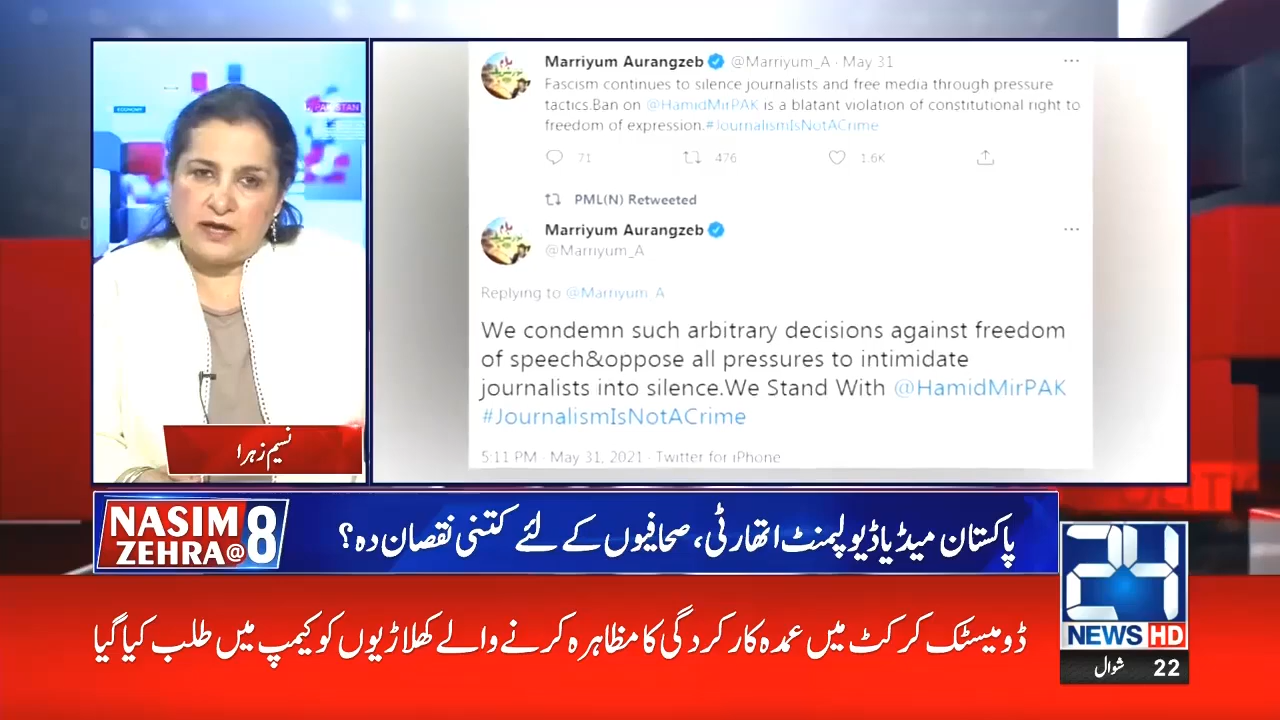 Marriyum Aurangzeb @Marriyum_A · May 31
Fascism continues to silence journalists and free media through pressure
tactics.Ban on @HamidMirPAK is a blatant violation of constitutional right to
freedom of expression.#JournalismIsNotACrime
71 476 1.6K
PML(N) Retweeted
Marriyum Aurangzeb
@Marriyum_A
Replying to @Marriyum_A
We condemn such arbitrary decisions against freedom
of speech&oppose all pressures to intimidate
journalists into silence.We Stand With @HamidMirPAK
#JournalismIsNotACrime
5:11 PM · May 31, 2021 · Twitter for iPhone
ECONOMY
PAKISTAN
نسیم زہرا
NASIM
ZEHRA@8
پاکستان میڈیا ڈیولپمنٹ اتھارٹی، صحافیوں کے لئے کتنی نقصان دہ؟
ڈومیسٹک کرکٹ میں عمدہ کارکردگی کا مظاہرہ کرنے والے کھلاڑیوں کو کیمپ میں طلب کیا گیا
24
NEWS HD
22 شوال